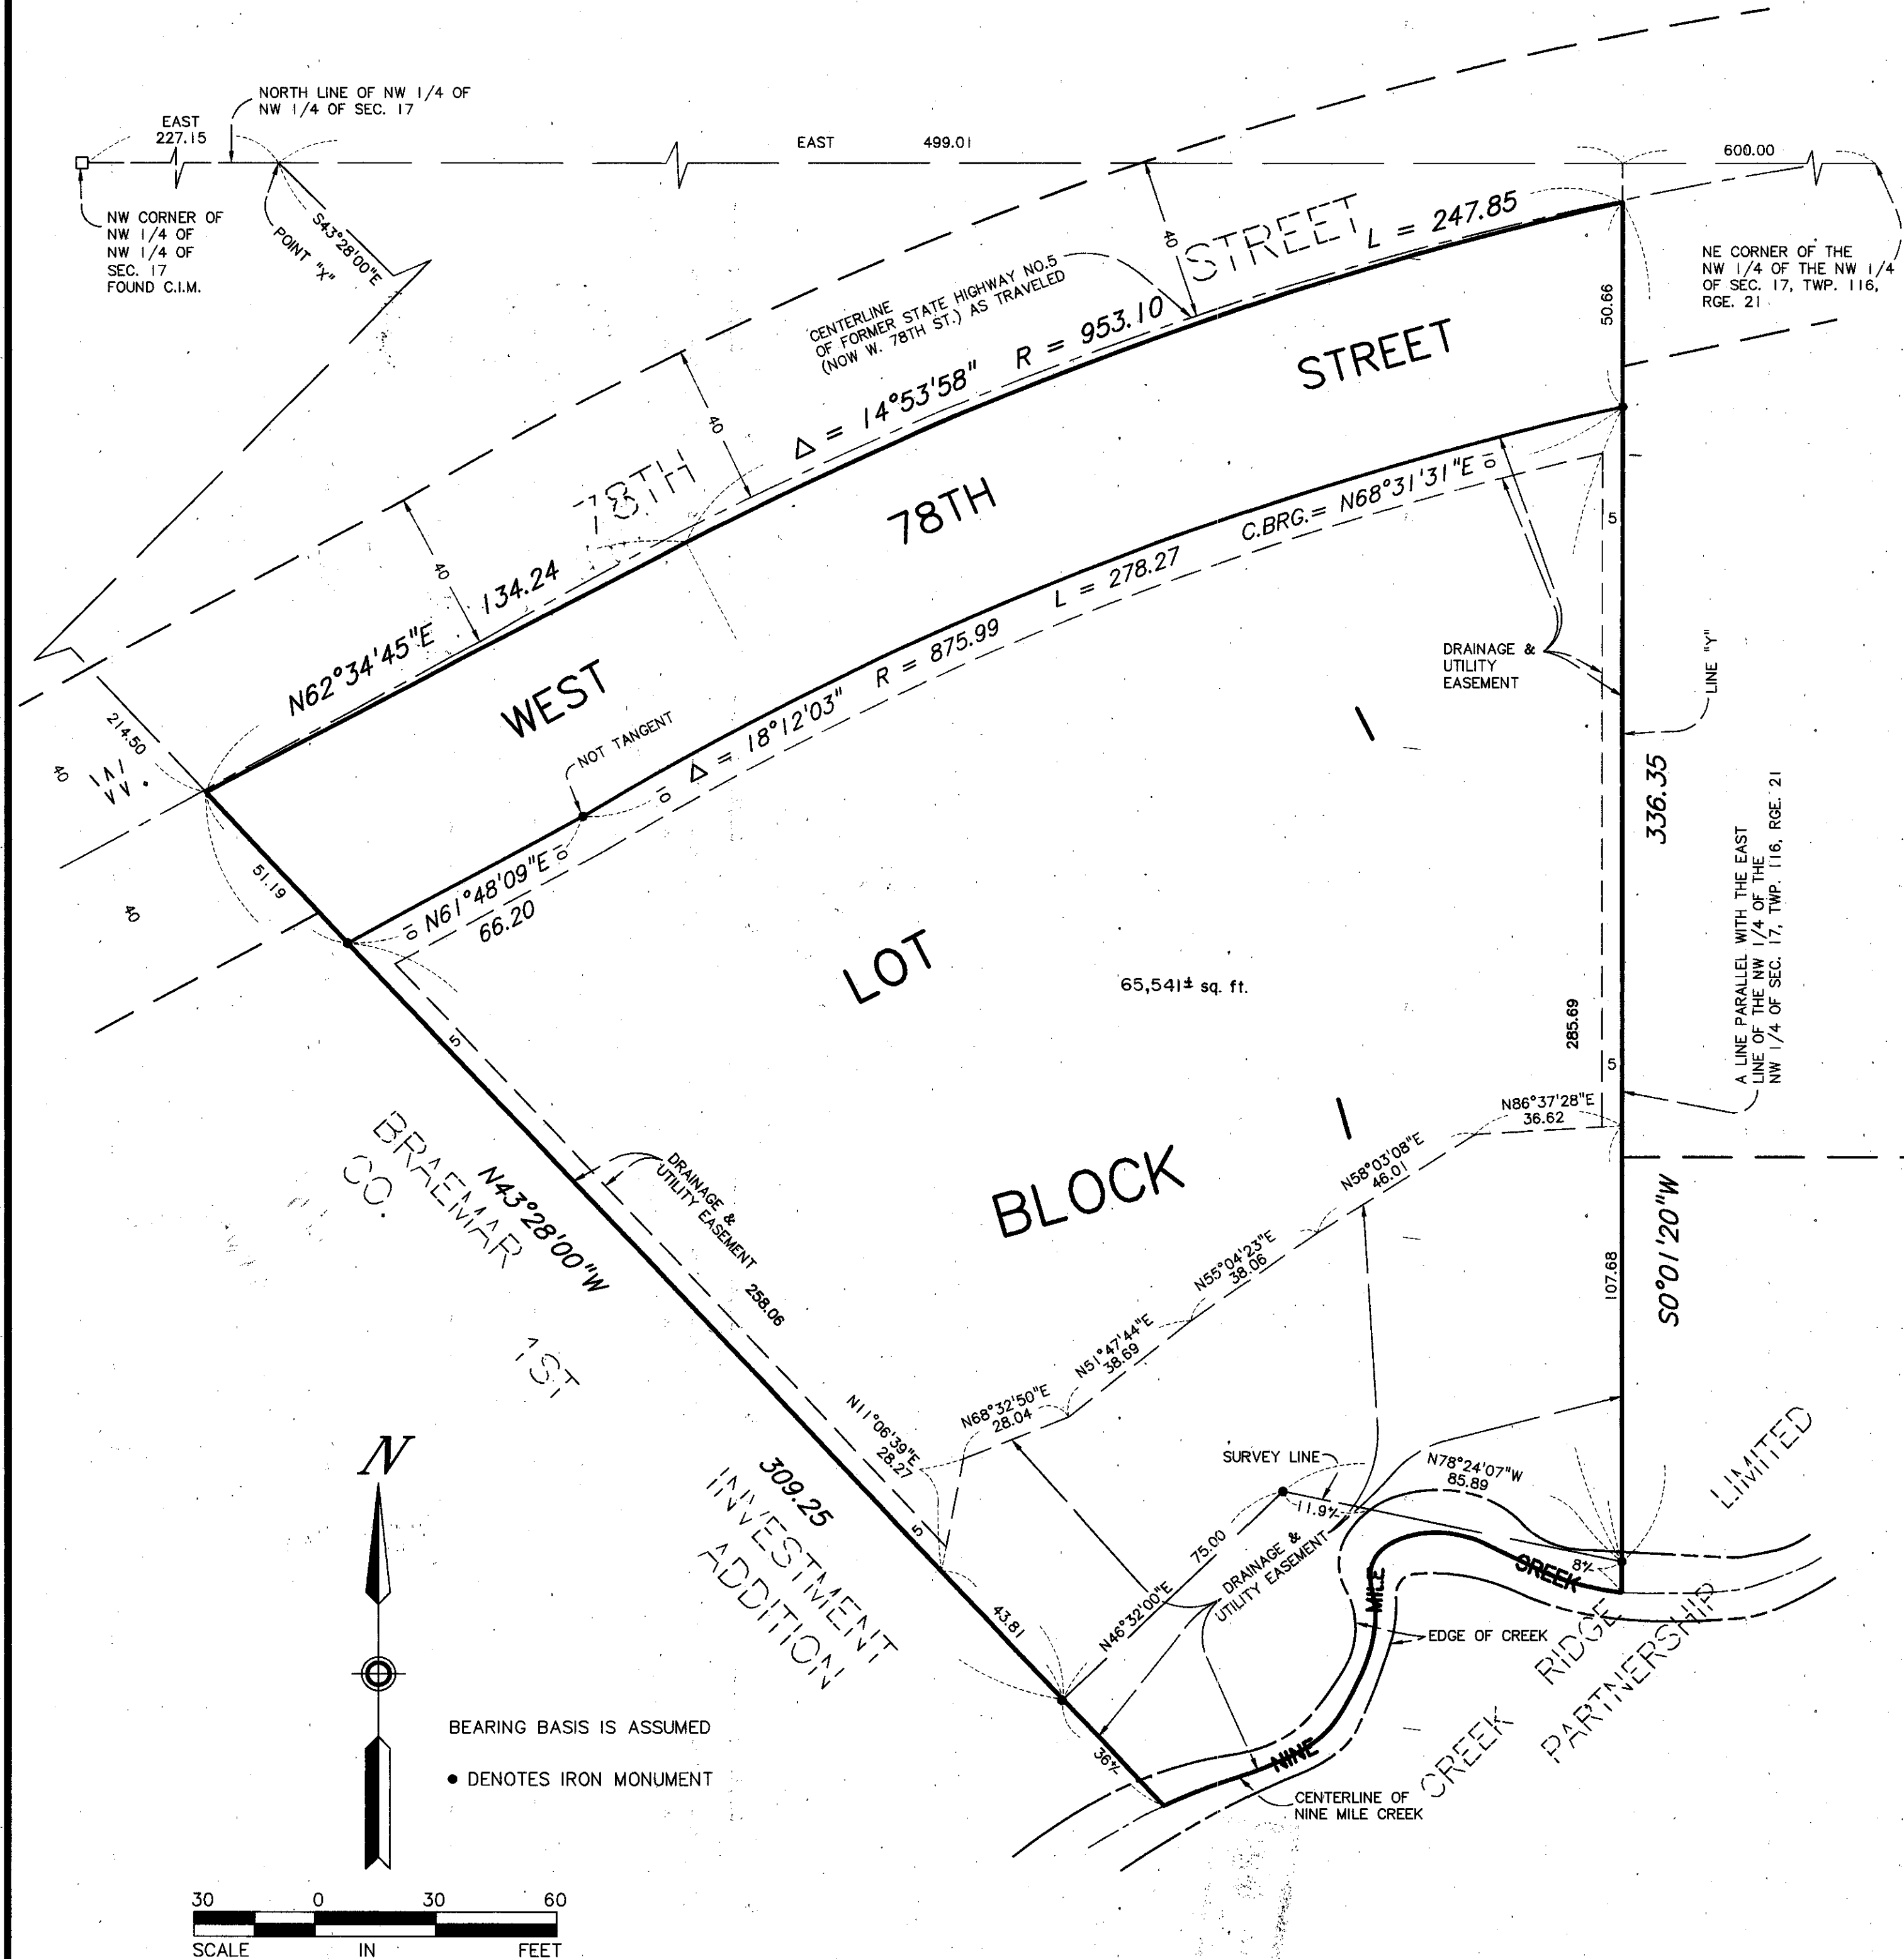 NORTH LINE OF NW 1/4 OF
NW 1/4 OF SEC. 17
EAST
227.15
EAST 499.01
600.00
NW CORNER OF
NW 1/4 OF
NW 1/4 OF
SEC. 17
FOUND C.I.M.
S43°28'00"E
POINT "X"
NE CORNER OF THE
NW 1/4 OF THE NW 1/4
OF SEC. 17, TWP. 116,
RGE. 21
CENTERLINE
OF FORMER STATE HIGHWAY NO.5
(NOW W. 78TH ST.) AS TRAVELED
40
STREET
L = 247.85
R = 953.10
Δ = 14°53'58"
50.66
40
78TH
40
134.24
N62°34'45"E
WEST
78TH
STREET
214.50
40
W.
40
51.19
NOT TANGENT
N61°48'09"E
66.20
10
10
10
Δ = 18°12'03"
R = 875.99
L = 278.27
C.BRG.= N68°31'31"E
10
5
DRAINAGE &
UTILITY
EASEMENT
LINE "Y"
336.35
A LINE PARALLEL WITH THE EAST
LINE OF THE NW 1/4 OF THE
NW 1/4 OF SEC. 17, TWP. 116, RGE. 21
285.69
5
LOT
1
65,541± sq. ft.
BLOCK
1
5
BRAEMAR
CO.
N43°28'00"W
DRAINAGE &
UTILITY EASEMENT
258.06
1ST
309.25
INVESTMENT
ADDITION
N86°37'28"E
36.62
N58°03'08"E
46.01
N55°04'23"E
38.06
N51°47'44"E
38.69
N68°32'50"E
28.04
N11°06'39"E
28.27
5
107.68
S0°01'20"W
SURVEY LINE
N78°24'07"W
85.89
11.9±
8±
75.00
N46°32'00"E
DRAINAGE &
UTILITY EASEMENT
43.81
36±
NINE
MILE
CREEK
EDGE OF CREEK
CENTERLINE OF
NINE MILE CREEK
CREEK
RIDGE
LIMITED
PARTNERSHIP
N
BEARING BASIS IS ASSUMED
● DENOTES IRON MONUMENT
30 0 30 60
SCALE IN FEET